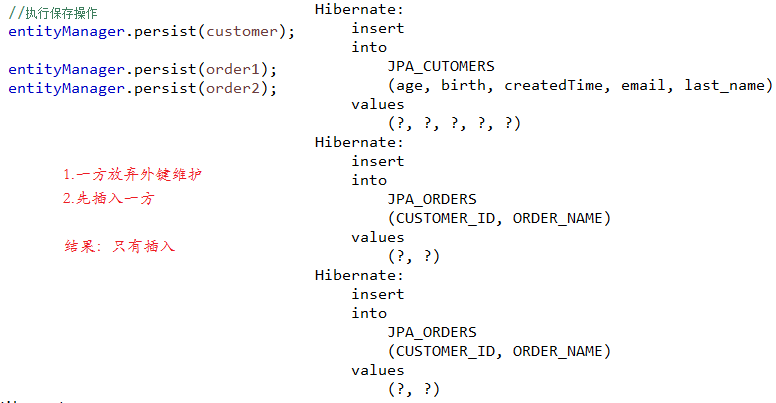 //执行保存操作
entityManager.persist(customer);
entityManager.persist(order1);
entityManager.persist(order2);
1.一方放弃外键维护
2.先插入一方
结果：只有插入
Hibernate:
insert
into
JPA_CUTOMERS
(age, birth, createdTime, email, last_name)
values
(?, ?, ?, ?, ?)
Hibernate:
insert
into
JPA_ORDERS
(CUSTOMER_ID, ORDER_NAME)
values
(?, ?)
Hibernate:
insert
into
JPA_ORDERS
(CUSTOMER_ID, ORDER_NAME)
values
(?, ?)